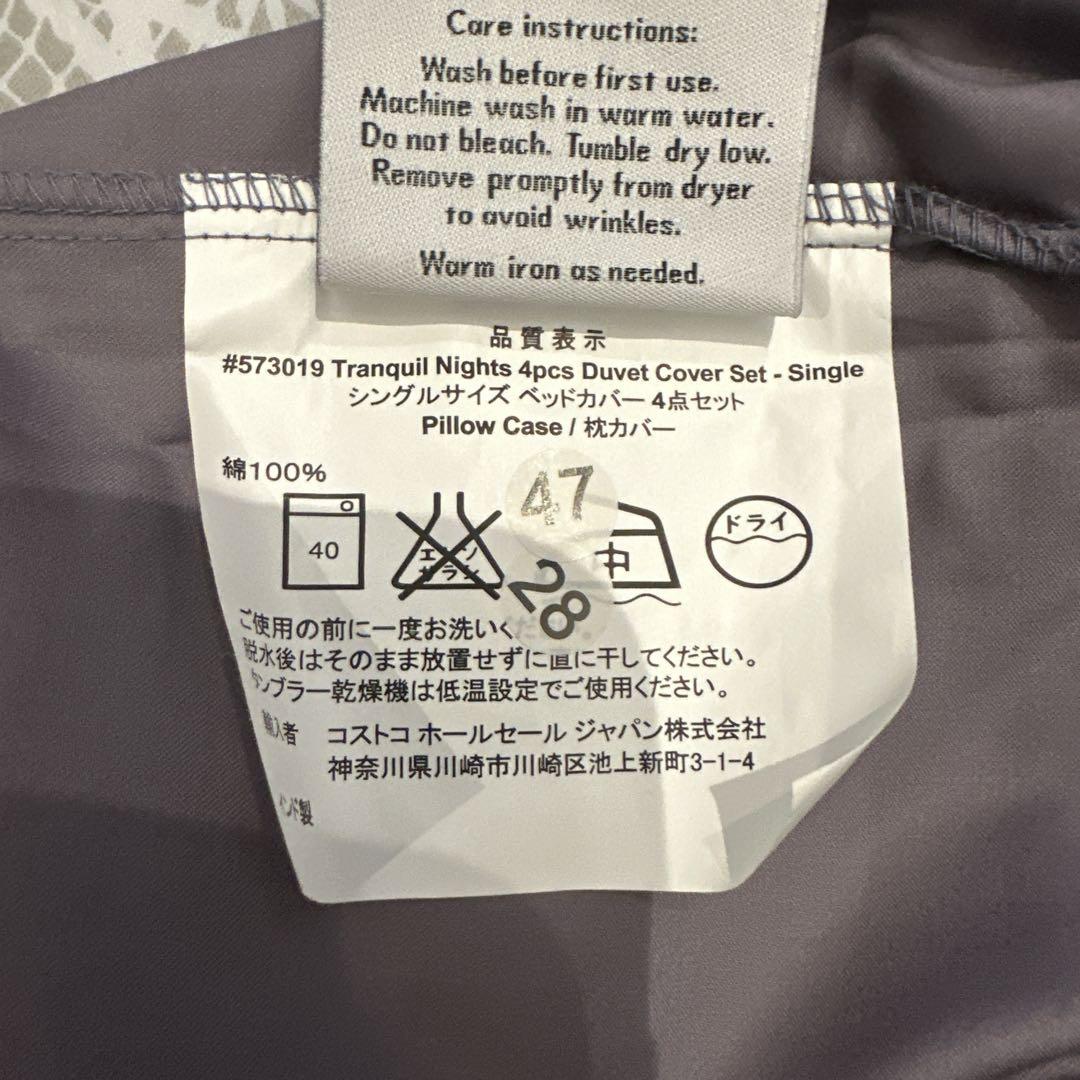 Care instructions:
Wash before first use.
Machine wash in warm water.
Do not bleach. Tumble dry low.
Remove promptly from dryer
to avoid wrinkles.
Warm iron as needed.
品質表示
#573019 Tranquil Nights 4pcs Duvet Cover Set - Single
シングルサイズ ベッドカバー 4点セット
Pillow Case / 枕カバー
綿100%
47
40
中
ドライ
28
ご使用の前に一度お洗いください。
脱水後はそのまま放置せずに直に干してください。
タンブラー乾燥機は低温設定でご使用ください。
輸入者 コストコ ホールセール ジャパン株式会社
神奈川県川崎市川崎区池上新町3-1-4
インド製